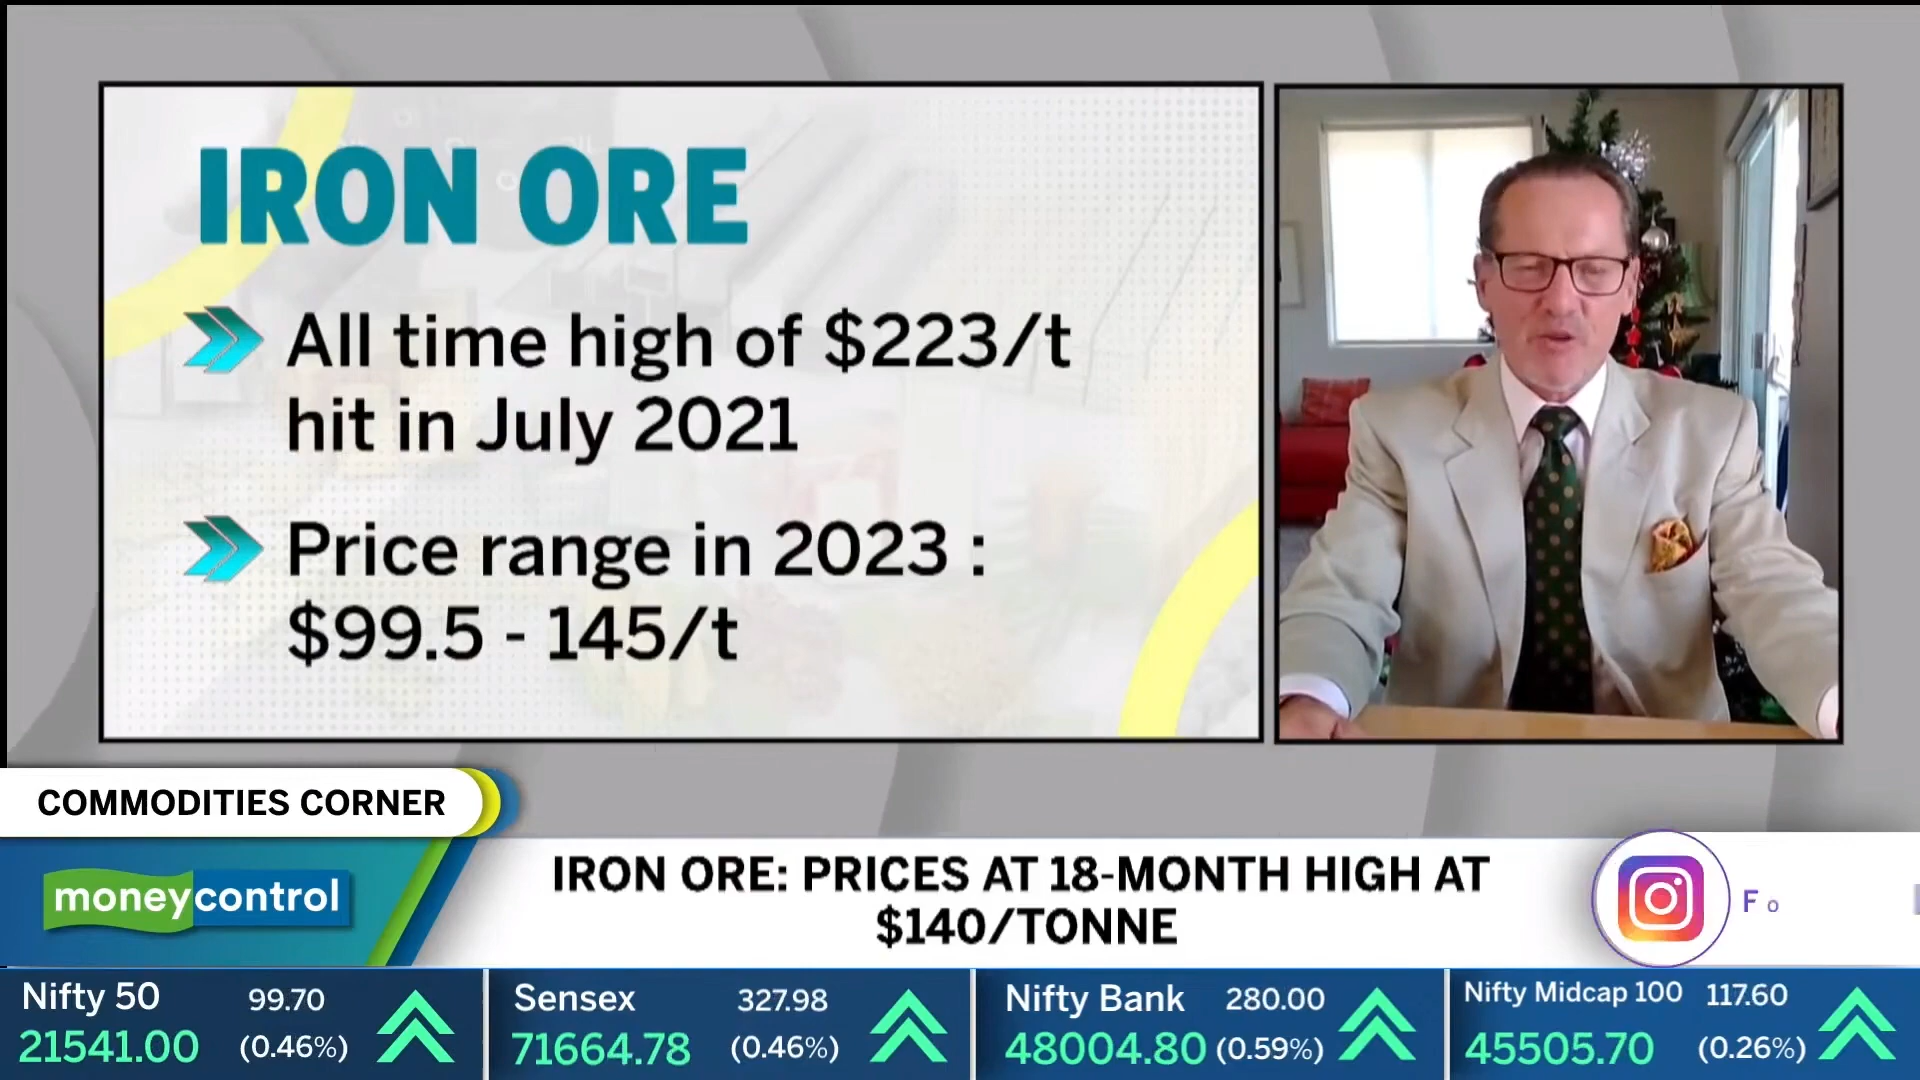 IRON ORE
All time high of $223/t
hit in July 2021
Price range in 2023 :
$99.5 - 145/t
COMMODITIES CORNER
moneycontrol
IRON ORE: PRICES AT 18-MONTH HIGH AT
$140/TONNE
Fo
Nifty 50 99.70
21541.00 (0.46%)
Sensex 327.98
71664.78 (0.46%)
Nifty Bank 280.00
48004.80 (0.59%)
Nifty Midcap 100 117.60
45505.70 (0.26%)